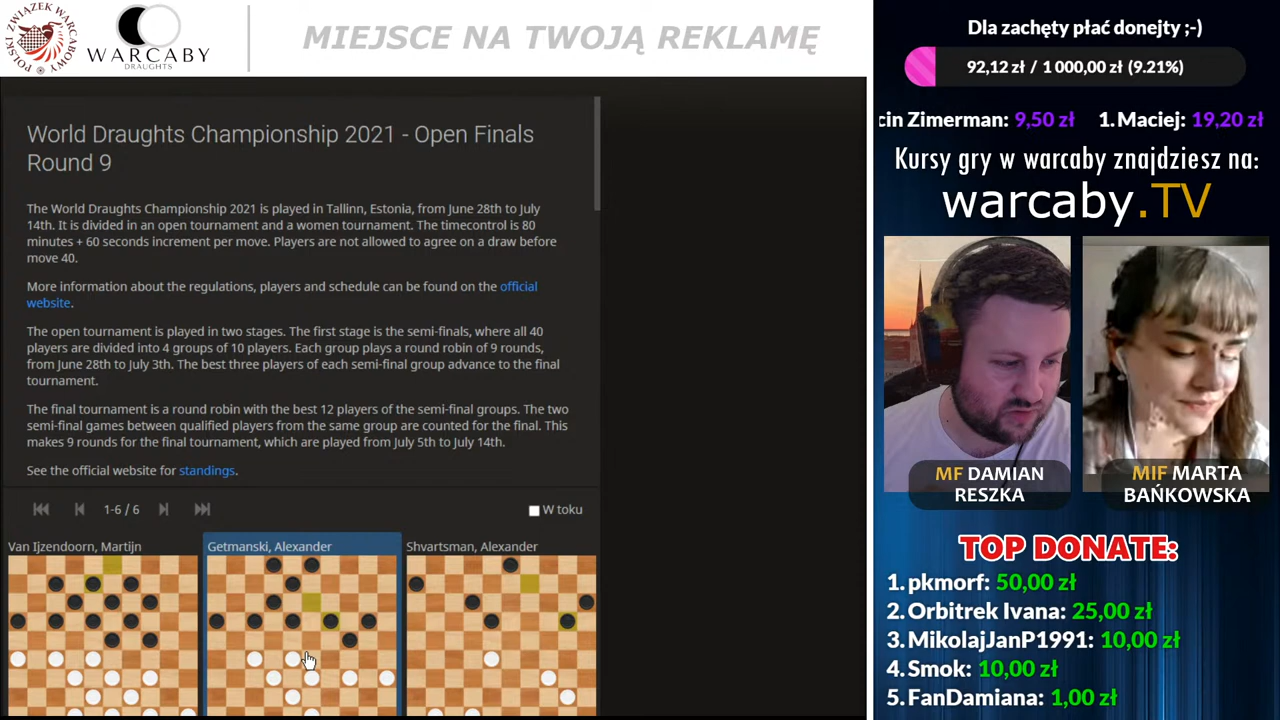 POLSKI ZWIĄZEK WARCABOWY
WARCABY
DRAUGHTS
MIEJSCE NA TWOJĄ REKLAMĘ
World Draughts Championship 2021 - Open Finals
Round 9
The World Draughts Championship 2021 is played in Tallinn, Estonia, from June 28th to July
14th. It is divided in an open tournament and a women tournament. The timecontrol is 80
minutes + 60 seconds increment per move. Players are not allowed to agree on a draw before
move 40.
More information about the regulations, players and schedule can be found on the official
website.
The open tournament is played in two stages. The first stage is the semi-finals, where all 40
players are divided into 4 groups of 10 players. Each group plays a round robin of 9 rounds,
from June 28th to July 3th. The best three players of each semi-final group advance to the final
tournament.
The final tournament is a round robin with the best 12 players of the semi-final groups. The two
semi-final games between qualified players from the same group are counted for the final. This
makes 9 rounds for the final tournament, which are played from July 5th to July 14th.
See the official website for standings.
1-6 / 6
W toku
Van Ijzendoorn, Martijn
Getmanski, Alexander
Shvartsman, Alexander
Dla zachęty płać donejty ;-)
92,12 zł / 1 000,00 zł (9.21%)
cin Zimerman: 9,50 zł 1.Maciej: 19,20 zł
Kursy gry w warcaby znajdziesz na:
warcaby.TV
MF DAMIAN
RESZKA
MIF MARTA
BAŃKOWSKA
TOP DONATE:
1. pkmorf: 50,00 zł
2. Orbitrek Ivana: 25,00 zł
3. MikolajJanP1991: 10,00 zł
4. Smok: 10,00 zł
5. FanDamiana: 1,00 zł